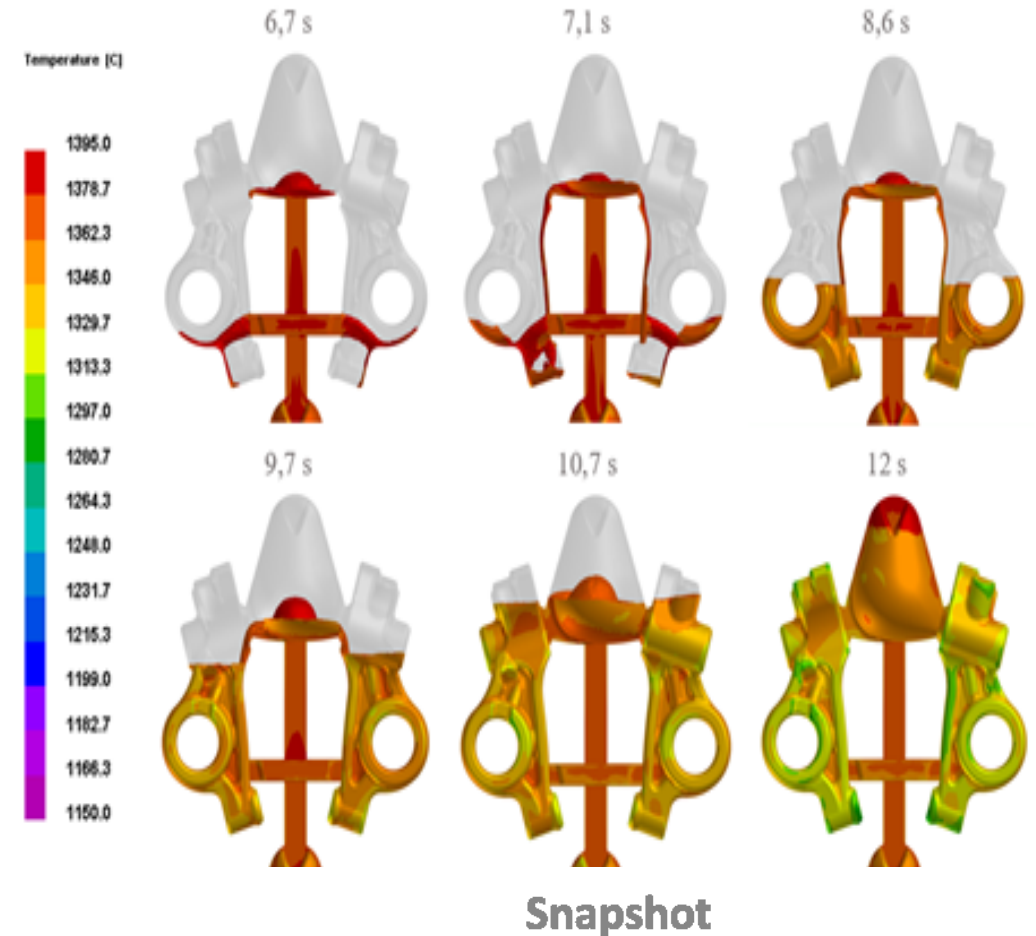 6,7 s
7,1 s
8,6 s
Temperature [C]
1395.0
1378.7
1362.3
1346.0
1329.7
1313.3
1297.0
1280.7
1264.3
1248.0
1231.7
1215.3
1199.0
1182.7
1166.3
1150.0
9,7 s
10,7 s
12 s
Snapshot